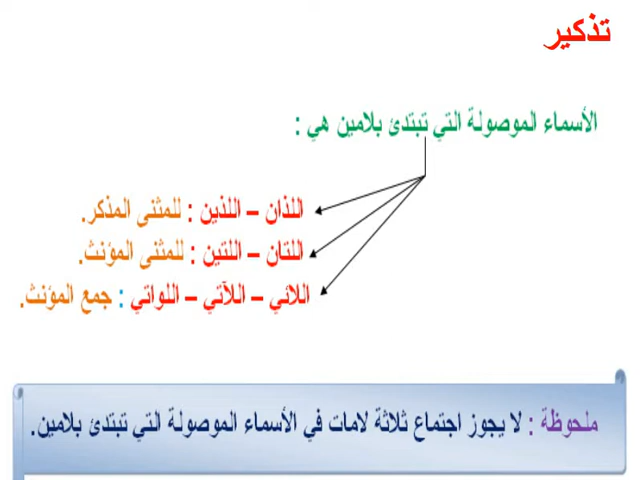 تذكير
الأسماء الموصولة التي تبتدئ بلامين هي :
اللذان – اللذين : للمثنى المذكر.
اللتان – اللتين : للمثنى المؤنث.
اللائي – اللآتي – اللواتي : جمع المؤنث.
ملحوظة : لا يجوز اجتماع ثلاثة لامات في الأسماء الموصولة التي تبتدئ بلامين.